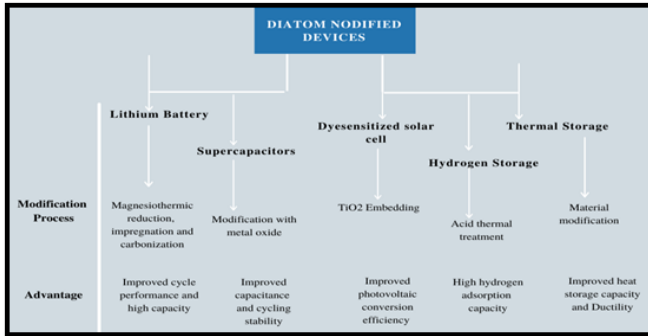 DIATOM NODIFIED
DEVICES
Lithium Battery
Supercapacitors
Dyesensitized solar
cell
Hydrogen Storage
Thermal Storage
Modification
Process
Magnesiothermic
reduction,
impregnation and
carbonization
Modification with
metal oxide
TiO2 Embedding
Acid thermal
treatment
Material
modification
Advantage
Improved cycle
performance and
high capacity
Improved
capacitance
and cycling
stability
Improved
photovoltaic
conversion
efficiency
High hydrogen
adsorption
capacity
Improved heat
storage capacity
and Ductility